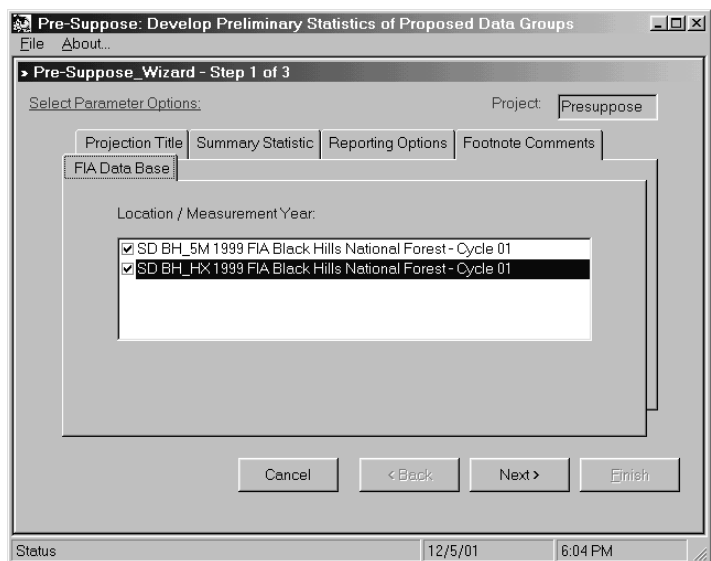 Pre-Suppose: Develop Preliminary Statistics of Proposed Data Groups
File About...
Pre-Suppose_Wizard - Step 1 of 3
Select Parameter Options:
Project: Presuppose
Projection Title Summary Statistic Reporting Options Footnote Comments
FIA Data Base
Location / Measurement Year:
SD BH_5M 1999 FIA Black Hills National Forest - Cycle 01
SD BH_HX 1999 FIA Black Hills National Forest - Cycle 01
Cancel < Back Next > Finish
Status 12/5/01 6:04 PM